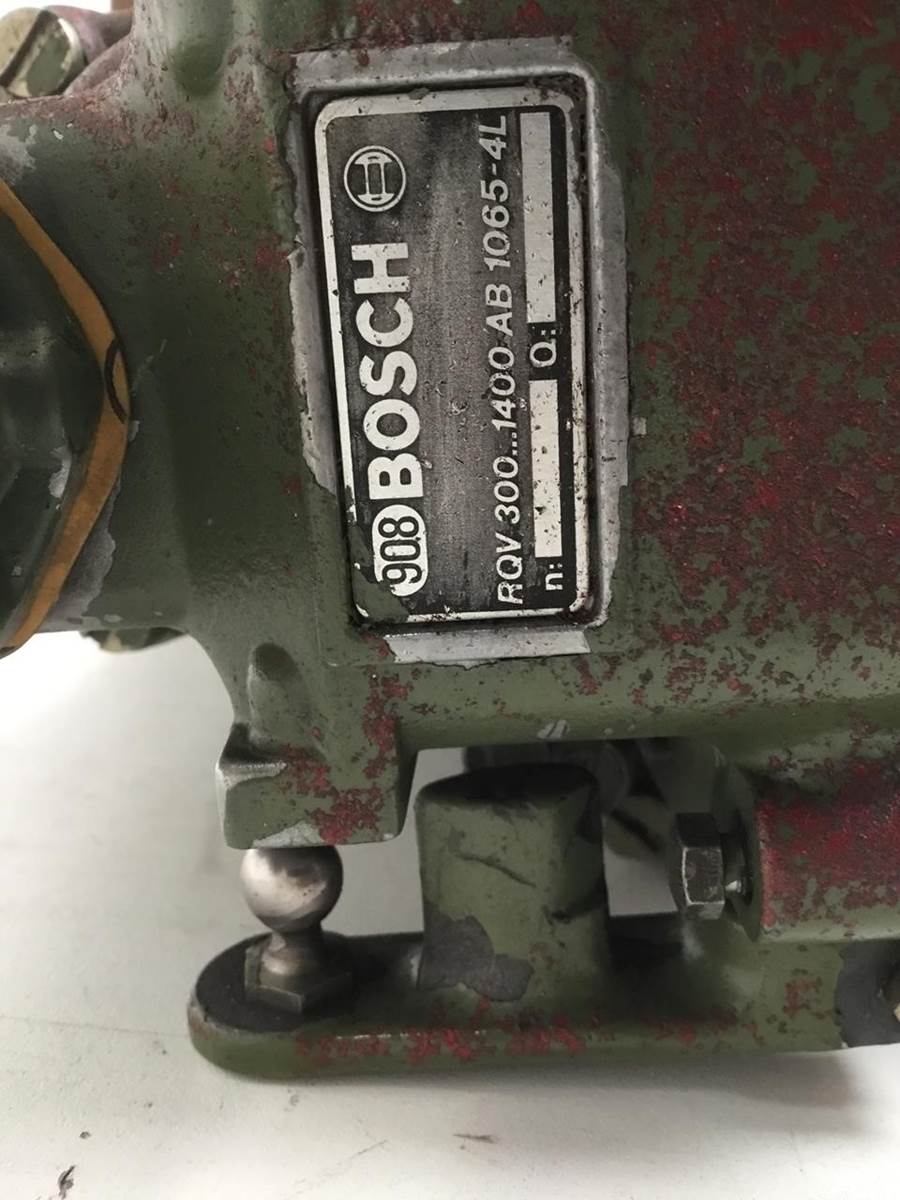 908 BOSCH
RQV 300...1400 AB 1065-4L
n: Q: